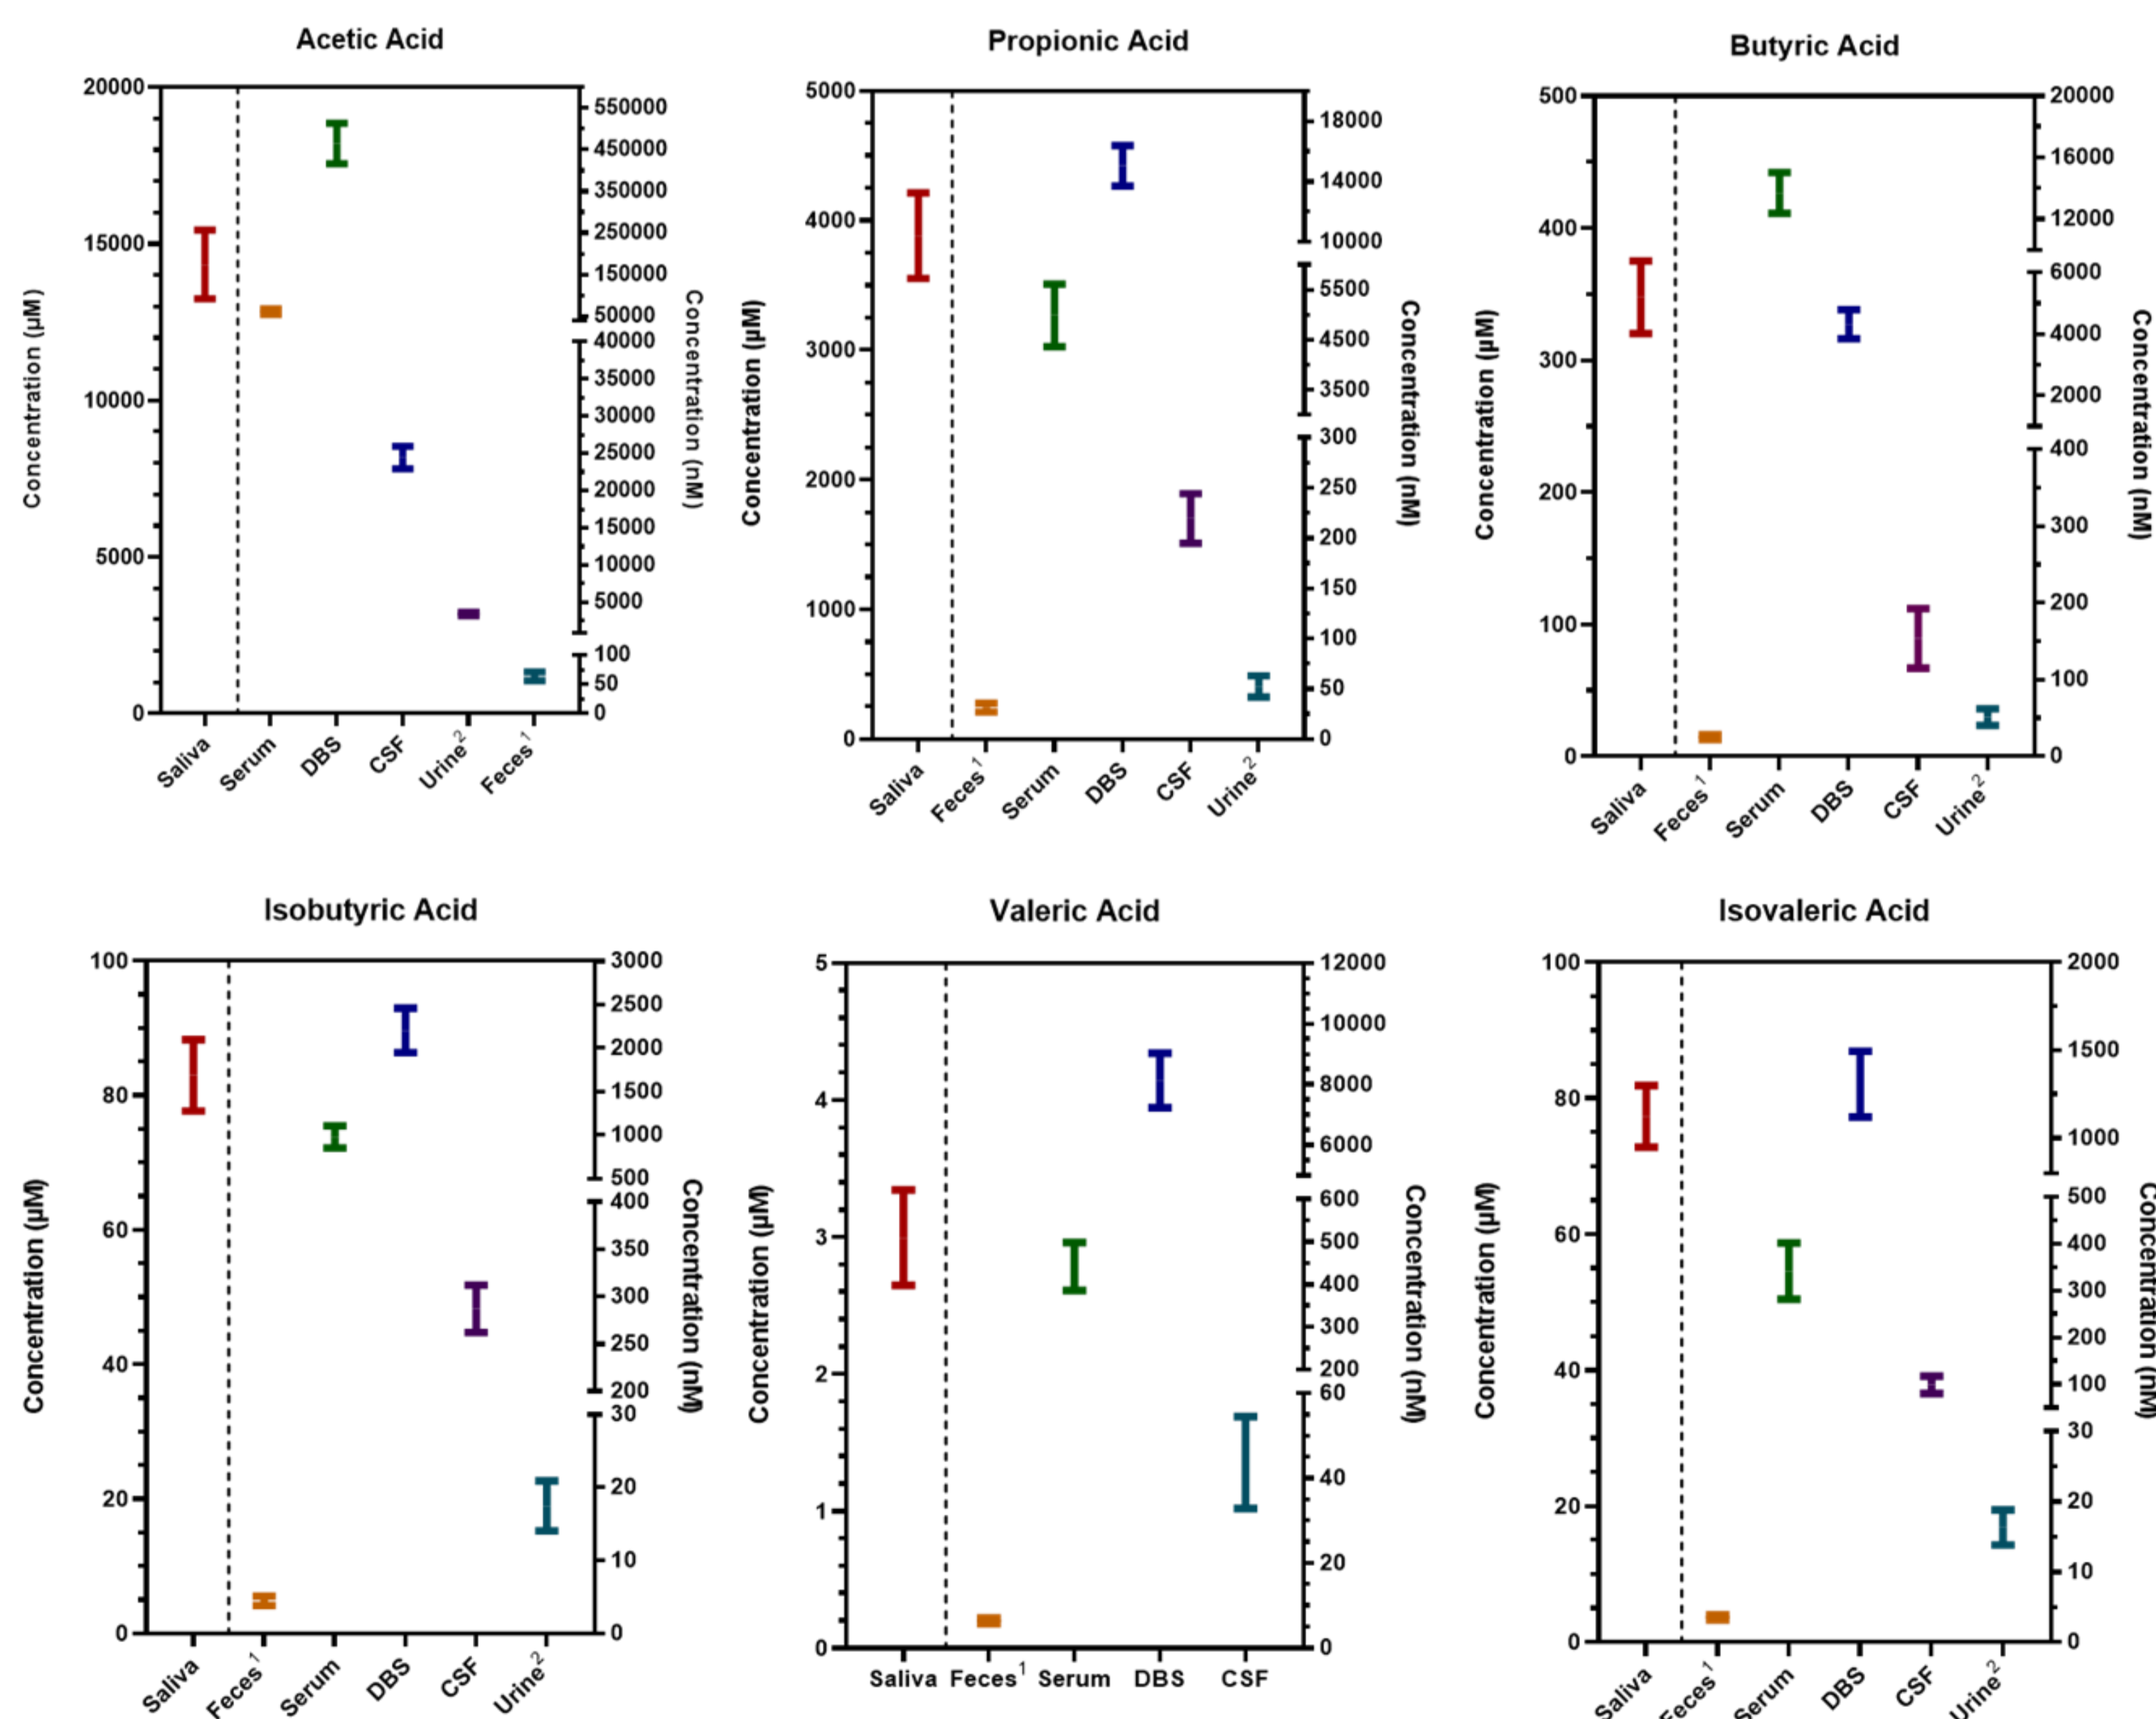 Acetic Acid
Concentration (µM)
20000
15000
10000
5000
0
550000
450000
350000
250000
150000
50000
40000
35000
30000
25000
20000
15000
10000
5000
100
50
0
Concentration (nM)
Saliva
Serum
DBS
CSF
Urine²
Feces¹
Propionic Acid
Concentration (µM)
5000
4000
3000
2000
1000
0
18000
14000
10000
5500
4500
3500
300
250
200
150
100
50
0
Concentration (nM)
Saliva
Feces¹
Serum
DBS
CSF
Urine²
Butyric Acid
Concentration (µM)
500
400
300
200
100
0
20000
16000
12000
6000
4000
2000
400
300
200
100
0
Concentration (nM)
Saliva
Feces¹
Serum
DBS
CSF
Urine²
Isobutyric Acid
Concentration (µM)
100
80
60
40
20
0
3000
2500
2000
1500
1000
500
400
350
300
250
200
30
20
10
0
Concentration (nM)
Saliva
Feces¹
Serum
DBS
CSF
Urine²
Valeric Acid
Concentration (µM)
5
4
3
2
1
0
12000
10000
8000
6000
600
500
400
300
200
60
40
20
0
Concentration (nM)
Saliva Feces¹ Serum DBS CSF
Isovaleric Acid
Concentration (µM)
100
80
60
40
20
0
2000
1500
1000
500
400
300
200
100
30
20
10
0
Concentration (nM)
Saliva
Feces¹
Serum
DBS
CSF
Urine²